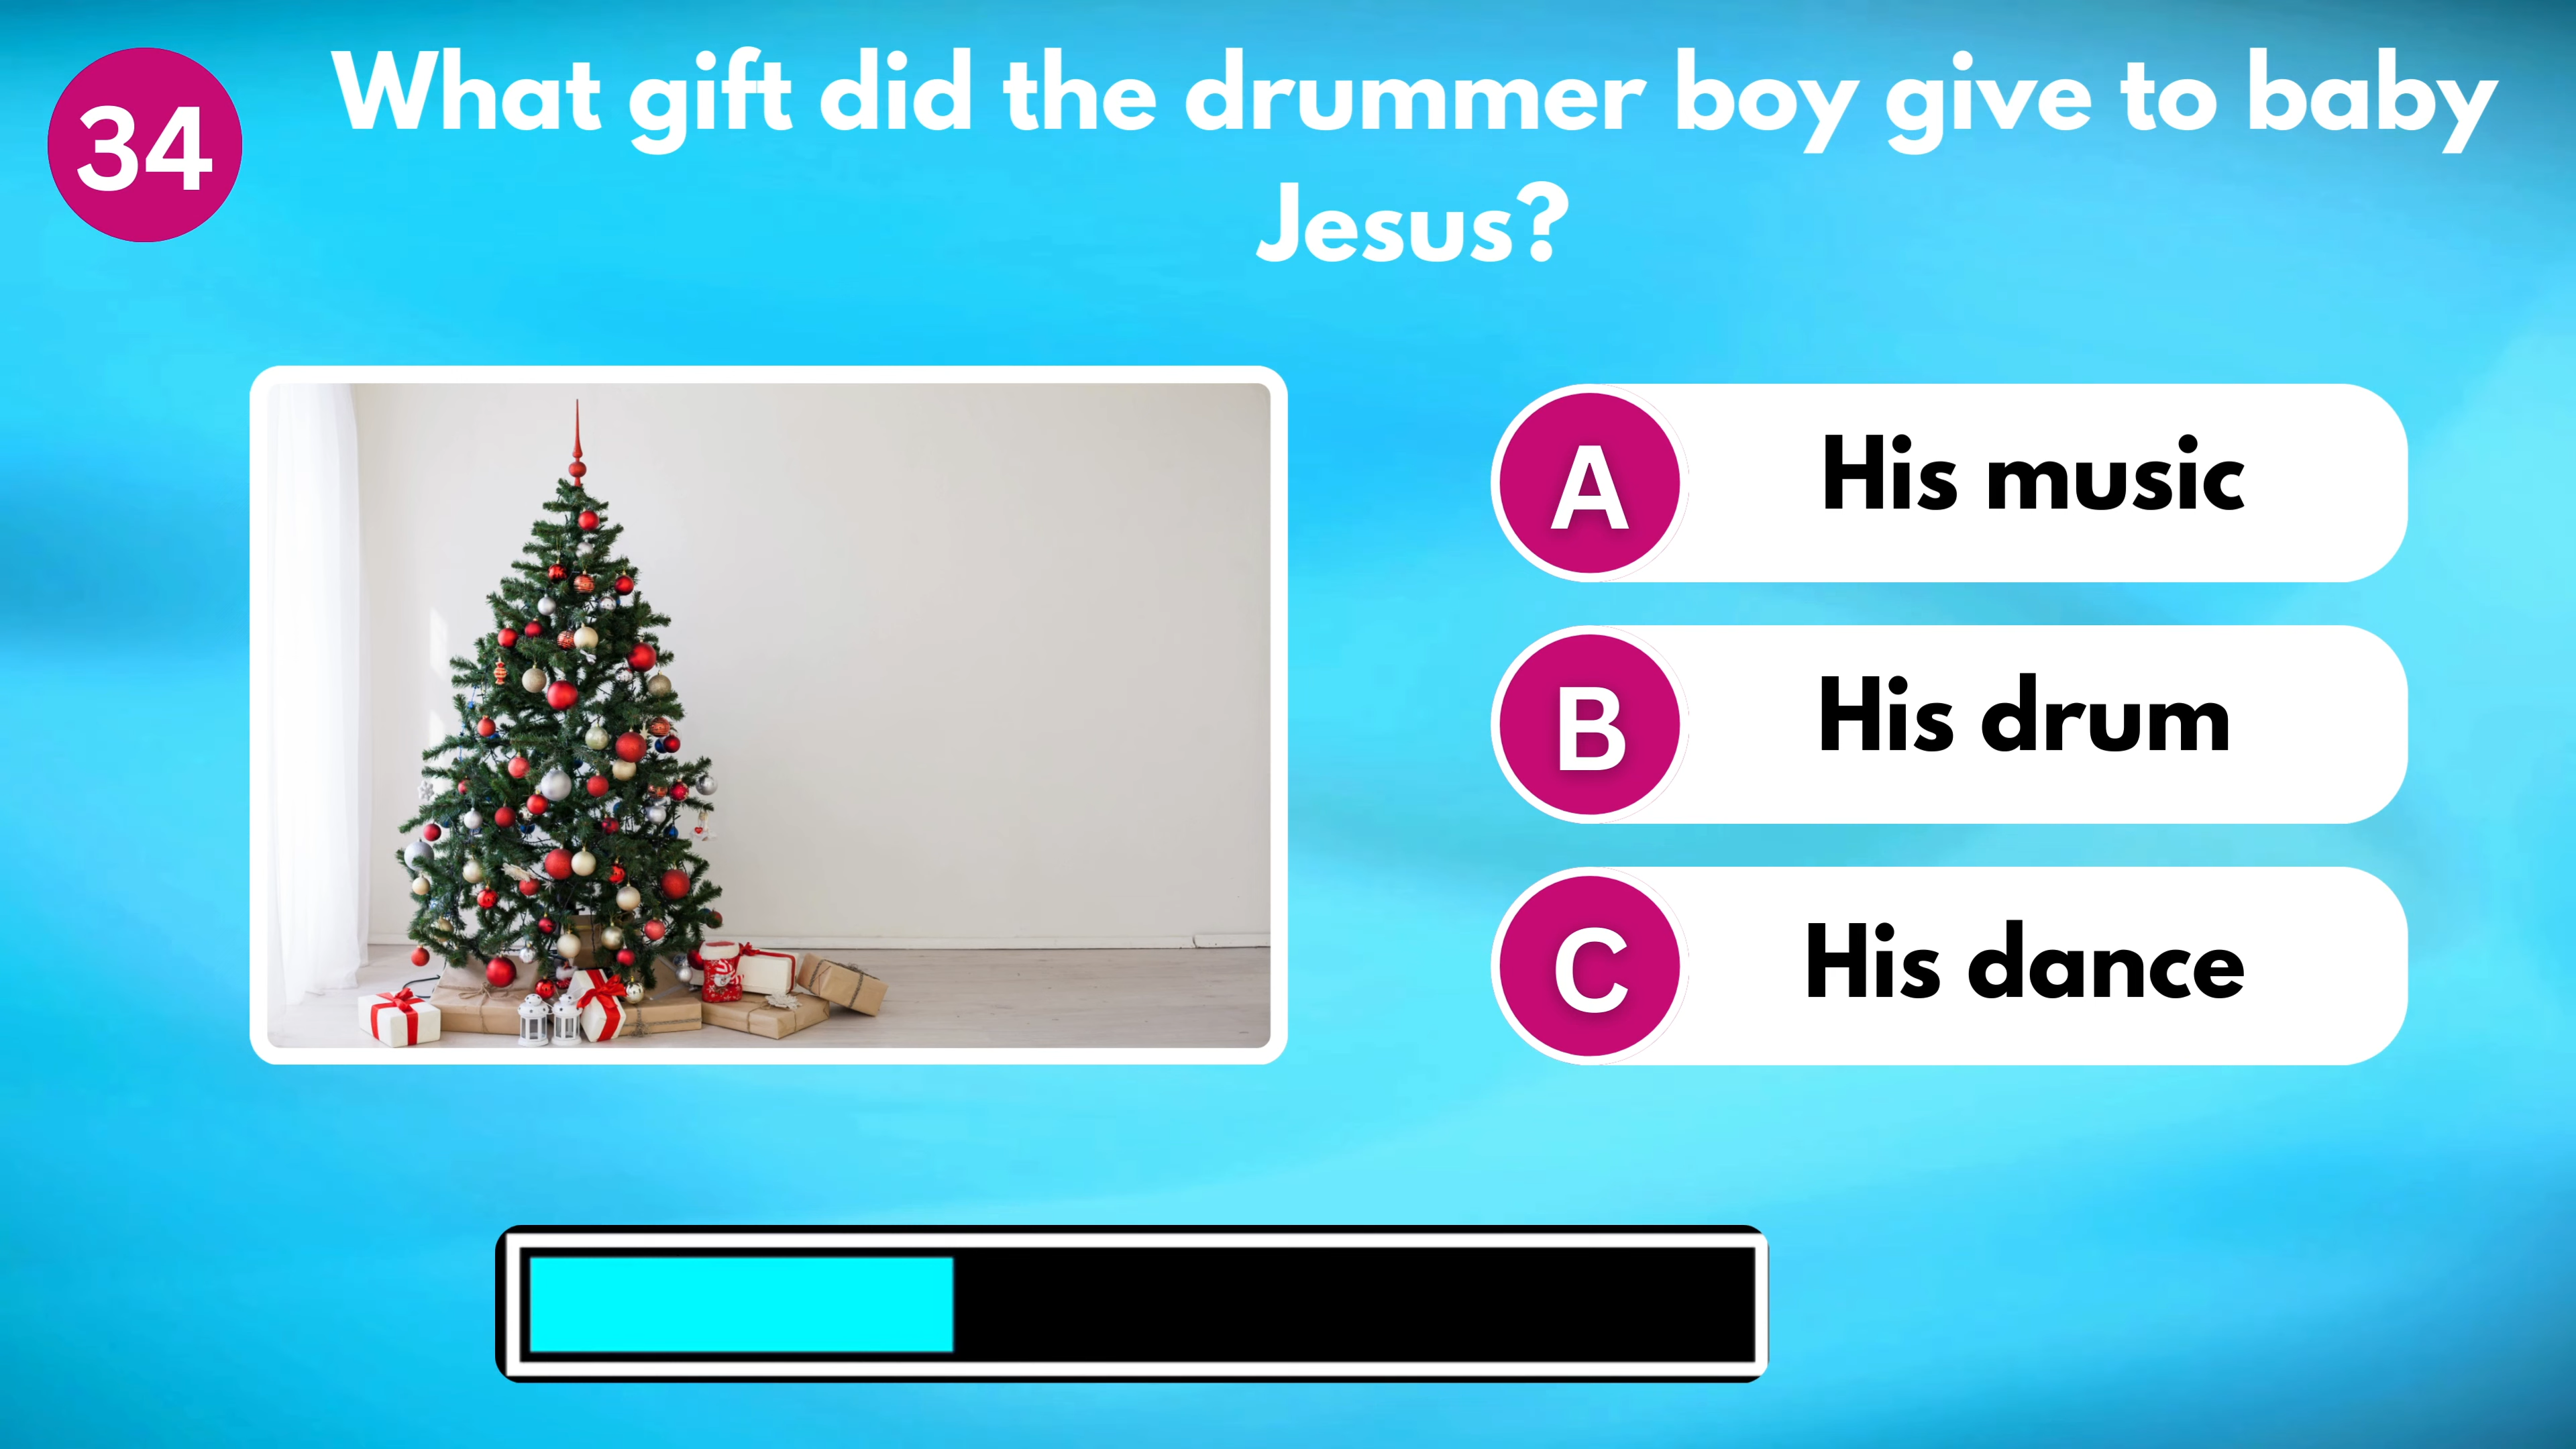 34
What gift did the drummer boy give to baby
Jesus?
A His music
B His drum
C His dance